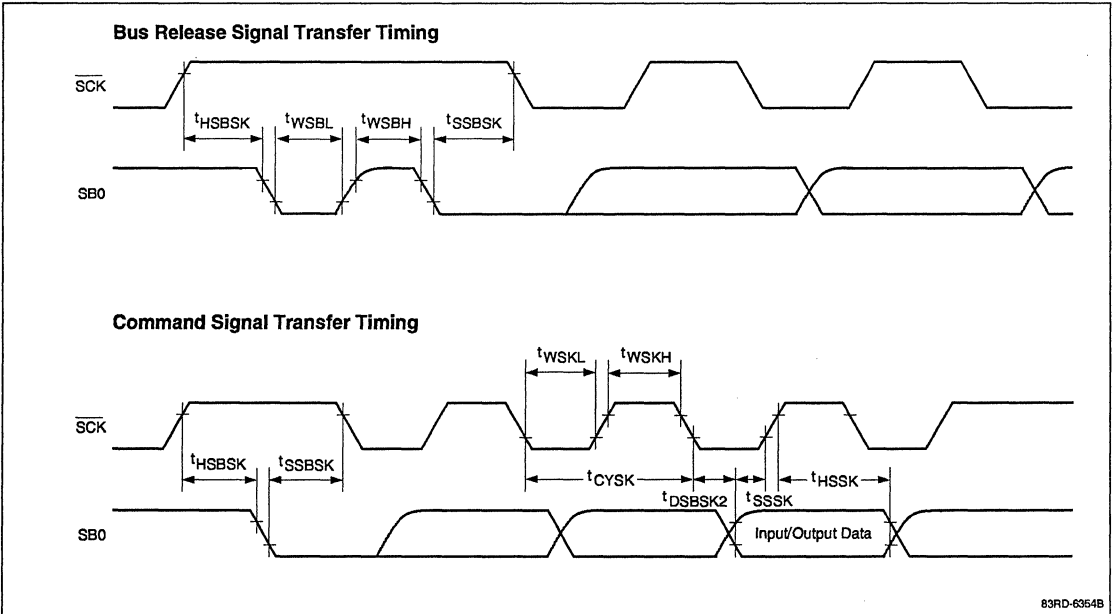 Bus Release Signal Transfer Timing
SCK
tHSBSK tWSBL tWSBH tSSBSK
SB0
Command Signal Transfer Timing
tWSKL tWSKH
SCK
tHSBSK tSSBSK tCYSK tDSBSK2 tSSSK tHSSK
SB0
Input/Output Data
83RD-6354B